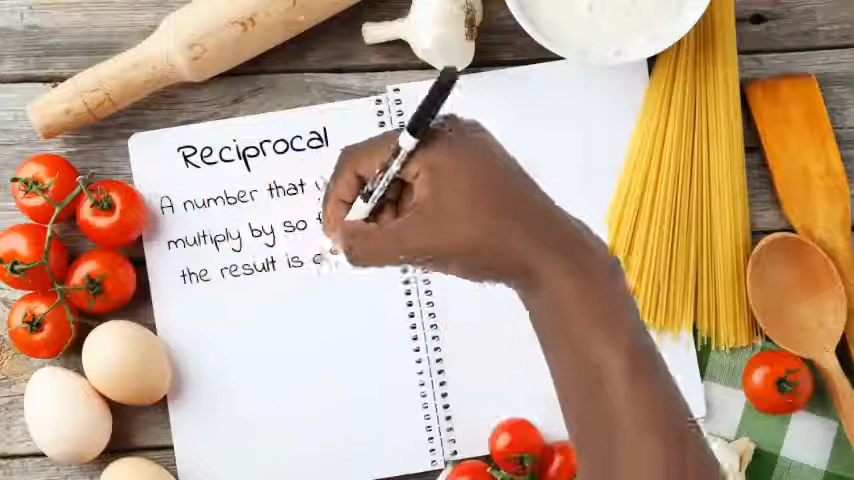 Reciprocal
A number that
multiply by so
the result is